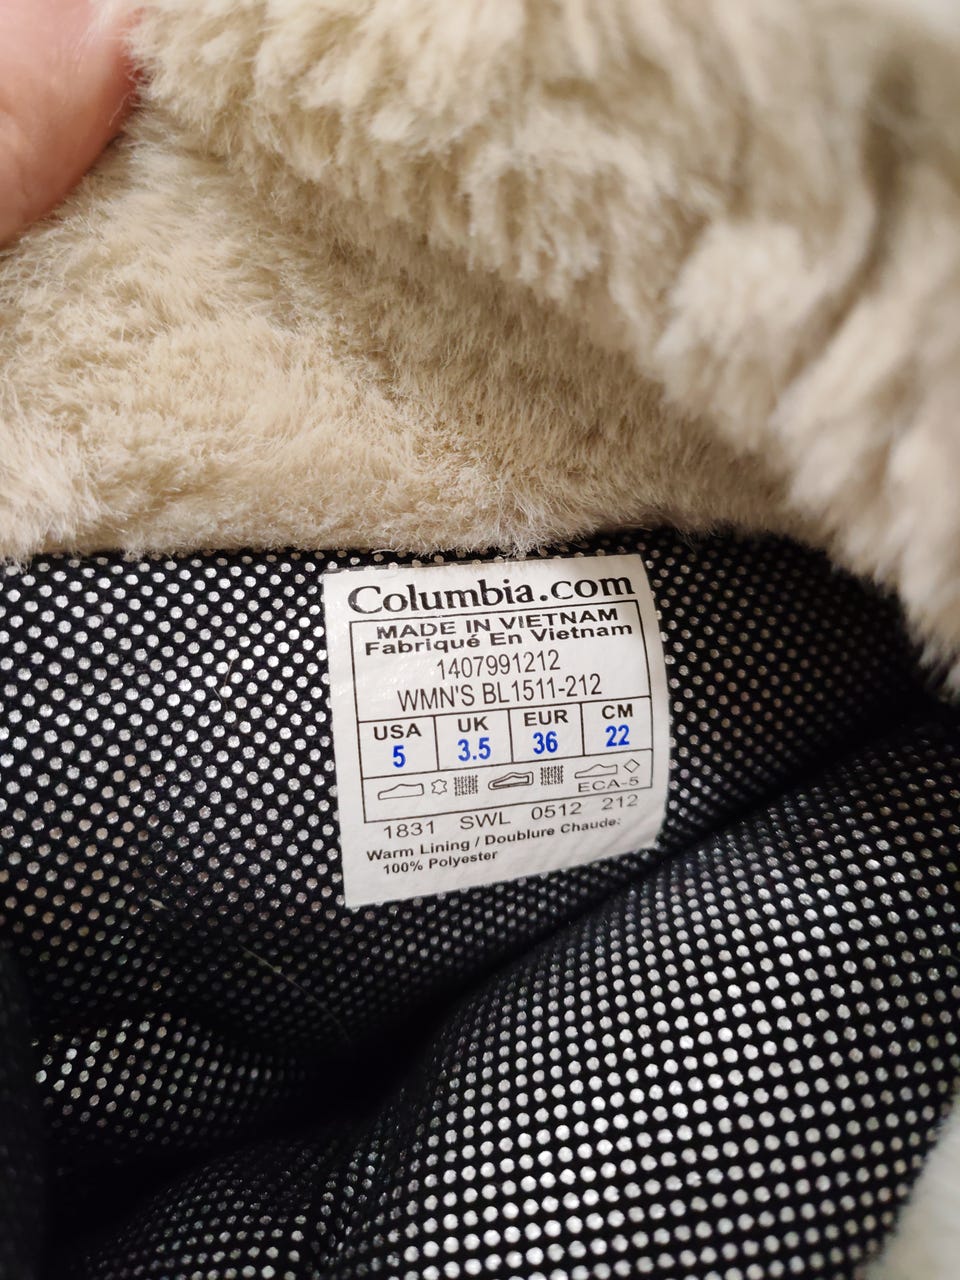 Columbia.com
MADE IN VIETNAM
Fabriqué En Vietnam
1407991212
WMN'S BL1511-212
USA UK EUR CM
5 3.5 36 22
ECA-5
1831 SWL 0512 212
Warm Lining / Doublure Chaude:
100% Polyester